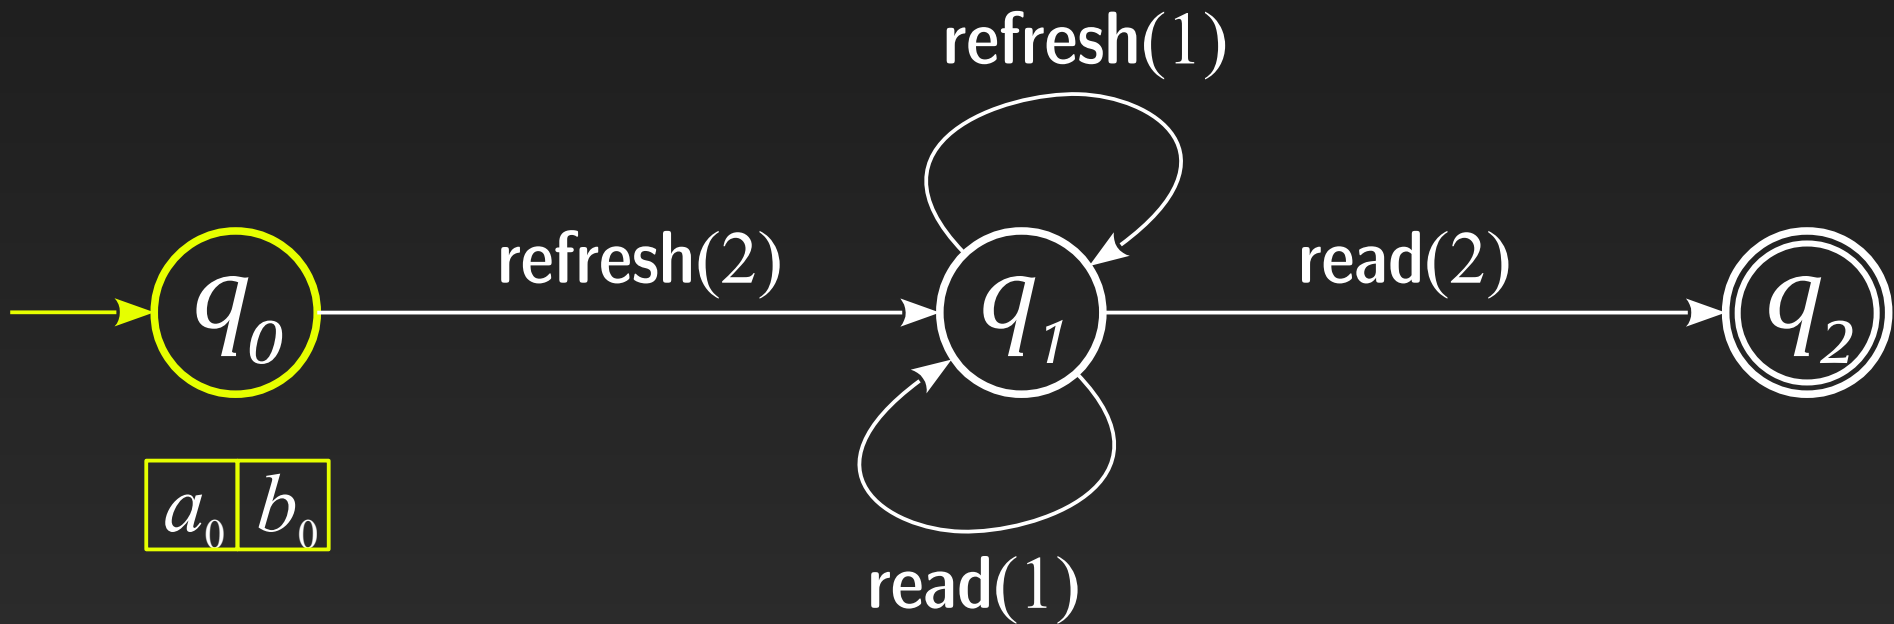 refresh(1)
refresh(2)
read(2)
q₀
q₁
q₂
a₀ b₀
read(1)